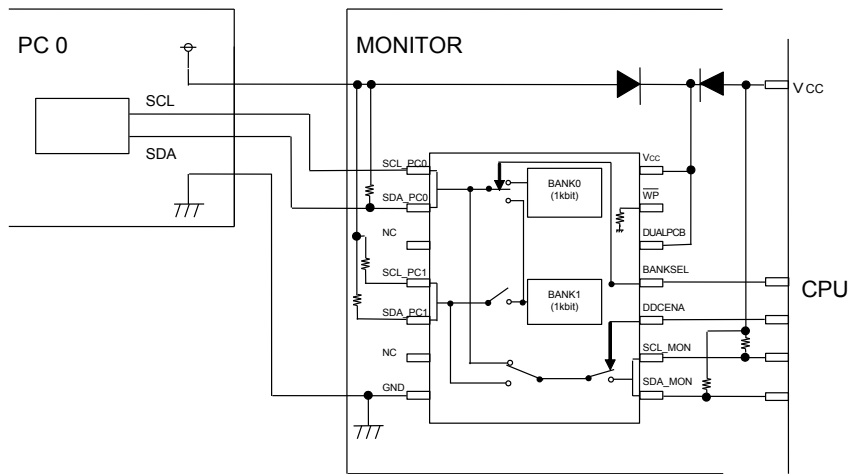 PC 0
MONITOR
SCL
SDA
VCC
SCL_PC0
SDA_PC0
NC
SCL_PC1
SDA_PC1
NC
GND
BANK0
(1kbit)
BANK1
(1kbit)
Vcc
WP
DUALPCB
BANKSEL
DDCENA
SCL_MON
SDA_MON
CPU